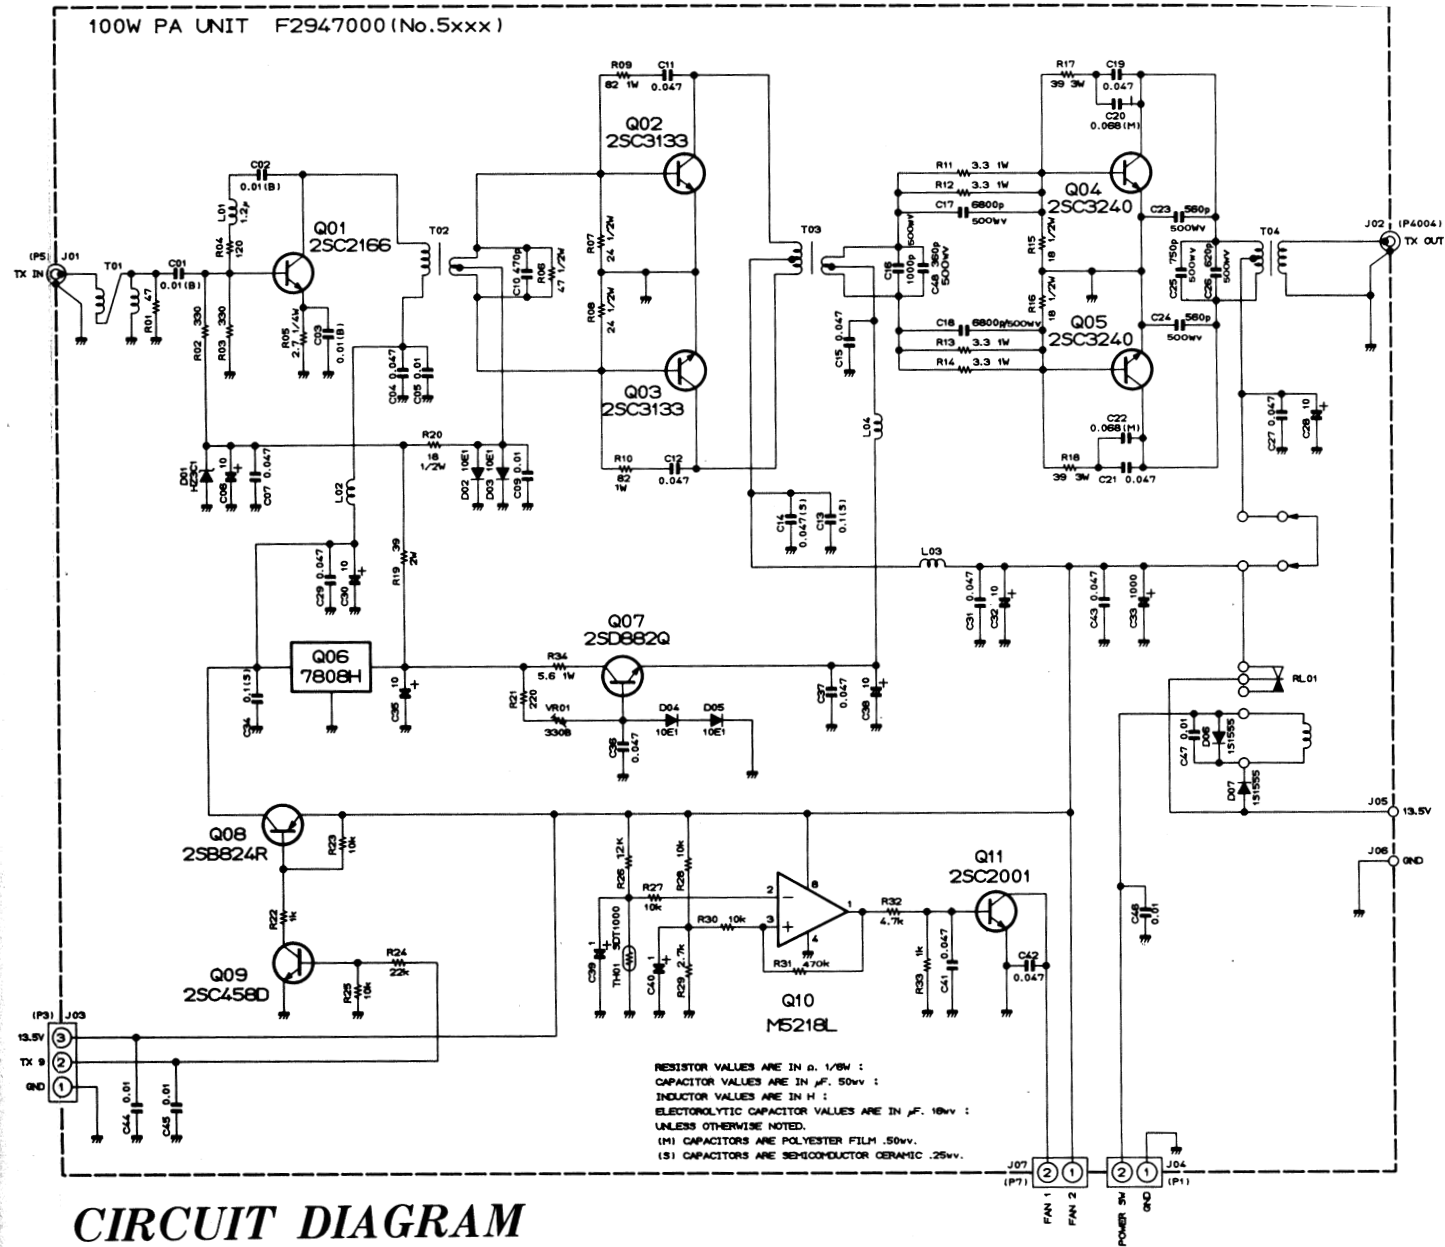 100W PA UNIT F2947000(No.5xxx)
R09
82 1W
C11
0.047
Q02
2SC3133
R17
39 3W
C19
0.047
C20
0.068(M)
C02
0.01(B)
L01
1.2μ
R04
120
Q01
2SC2166
T02
R07
24 1/2W
C10 470p
R06
47 1/2W
R08
24 1/2W
T03
R11 3.3 1W
R12 3.3 1W
C17 6800p
500wv
Q04
2SC3240
R15
18 1/2W
C23 560p
500wv
T04
J02 (P4004)
TX OUT
(P5) J01
TX IN
T01
C01
0.01(B)
R01 47
R02 330
R03 330
R05
2.7 1/4W
C03
0.01(B)
C16
1000p
500wv
C48 360p
500wv
R16
18 1/2W
C25
750p
500wv
C26
620p
500wv
C18 6800p/500wv
R13 3.3 1W
R14 3.3 1W
Q05
2SC3240
C24 560p
500wv
C04 0.047
C05 0.01
Q03
2SC3133
C15 0.047
L04
C22
0.068(M)
C27 0.047
C28 10
+
D01
HZ3C1
C06 10
+
C07 0.047
R20
18
1/2W
L02
D02 10E1
D03 10E1
C09 0.01
R10
82
1W
C12
0.047
R18
39 3W
C21 0.047
C14
0.047(S)
C13
0.1(S)
C29 0.047
C30 10
+
R19 39
2W
L03
C31 0.047
C32 10
+
C43 0.047
C33 1000
+
Q06
7808H
C34 0.1(S)
C35 10
+
Q07
2SD882Q
R34
5.6 1W
R21
220
VR01
330B
D04
10E1
D05
10E1
C36
0.047
C37
0.047
C38 10
+
RL01
C47 0.01
D06
1S1555
D07
1S1555
J05
13.5V
J06
GND
Q08
2SB824R
R23
10k
R22
1k
Q09
2SC458D
R24
22k
R25
10k
R26 12K
R27
10k
R28 10k
R30 10k
C39 1
+
TH01 SDT1000
C40 1
+
R29 2.7k
R31 470k
2
3
8
4
1
−
+
Q10
M5218L
R32
4.7k
R33 1k
C41 0.047
Q11
2SC2001
C42
0.047
C46
0.01
(P3) J03
13.5V 3
TX 9 2
GND 1
C44 0.01
C45 0.01
RESISTOR VALUES ARE IN Ω. 1/6W :
CAPACITOR VALUES ARE IN μF. 50wv :
INDUCTOR VALUES ARE IN H :
ELECTOROLYTIC CAPACITOR VALUES ARE IN μF. 16wv :
UNLESS OTHERWISE NOTED.
(M) CAPACITORS ARE POLYESTER FILM .50wv.
(S) CAPACITORS ARE SEMICONDUCTOR CERAMIC .25wv.
J07
(P7)
2 1
FAN 1
FAN 2
2 1
J04
(P1)
POWER SW
GND
CIRCUIT DIAGRAM